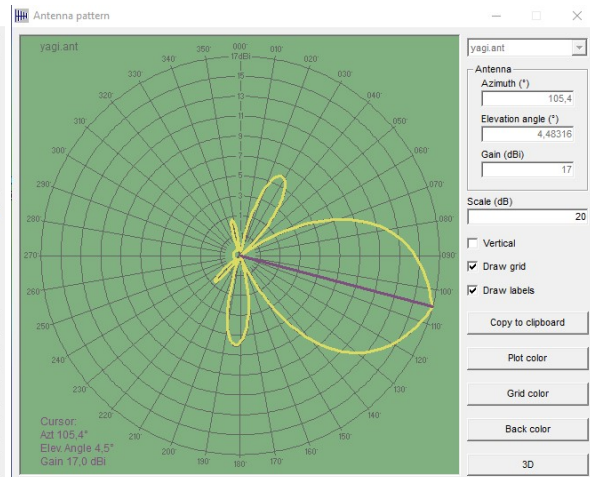 Antenna pattern
yagi.ant
000
17dBi
15
13
11
9
7
5
3
010
020
030
040
050
060
070
080
090
100
110
120
130
140
150
160
170
180
190
200
210
220
230
240
250
260
270
280
290
300
310
350
Cursor:
Azt 105,4°
Elev. Angle 4,5°
Gain 17,0 dBi
yagi.ant
Antenna
Azimuth (°)
105,4
Elevation angle (°)
4,48316
Gain (dBi)
17
Scale (dB)
20
Vertical
Draw grid
Draw labels
Copy to clipboard
Plot color
Grid color
Back color
3D